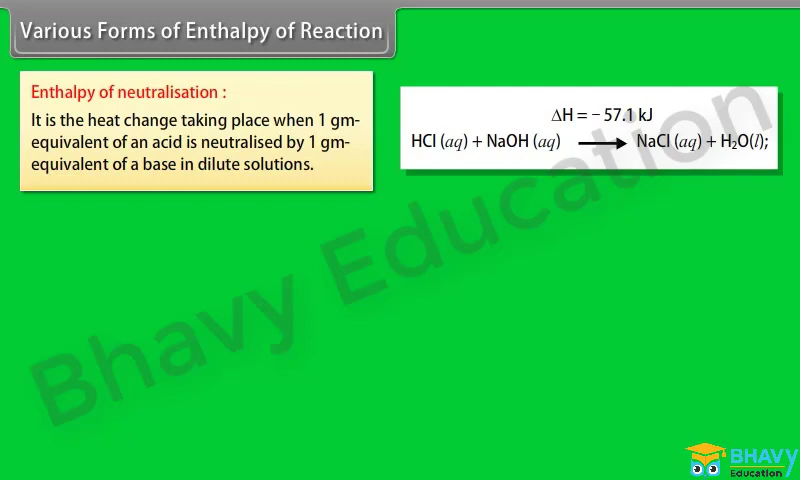 Various Forms of Enthalpy of Reaction
Enthalpy of neutralisation :
It is the heat change taking place when 1 gm-
equivalent of an acid is neutralised by 1 gm-
equivalent of a base in dilute solutions.
ΔH = – 57.1 kJ
HCl (aq) + NaOH (aq) ⟶ NaCl (aq) + H₂O(l);
Bhavy Education
BHAVY
Education